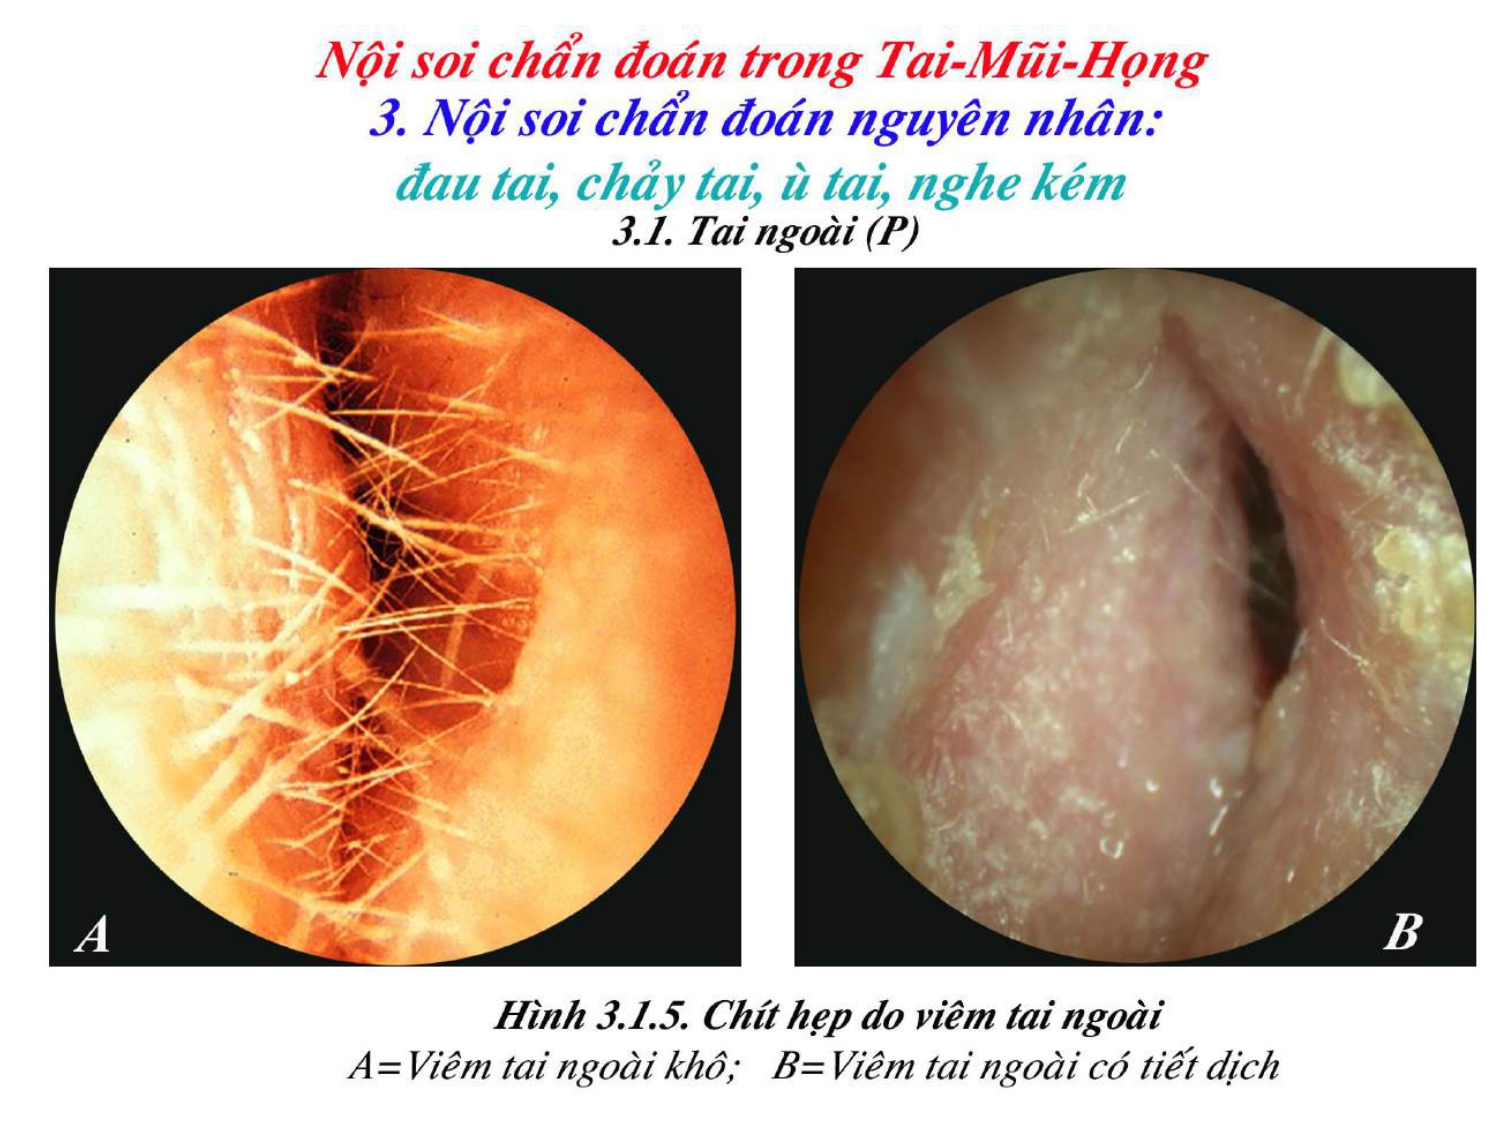 Nội soi chẩn đoán trong Tai-Mũi-Họng
3. Nội soi chẩn đoán nguyên nhân:
đau tai, chảy tai, ù tai, nghe kém
3.1. Tai ngoài (P)
A
B
Hình 3.1.5. Chít hẹp do viêm tai ngoài
A=Viêm tai ngoài khô; B=Viêm tai ngoài có tiết dịch